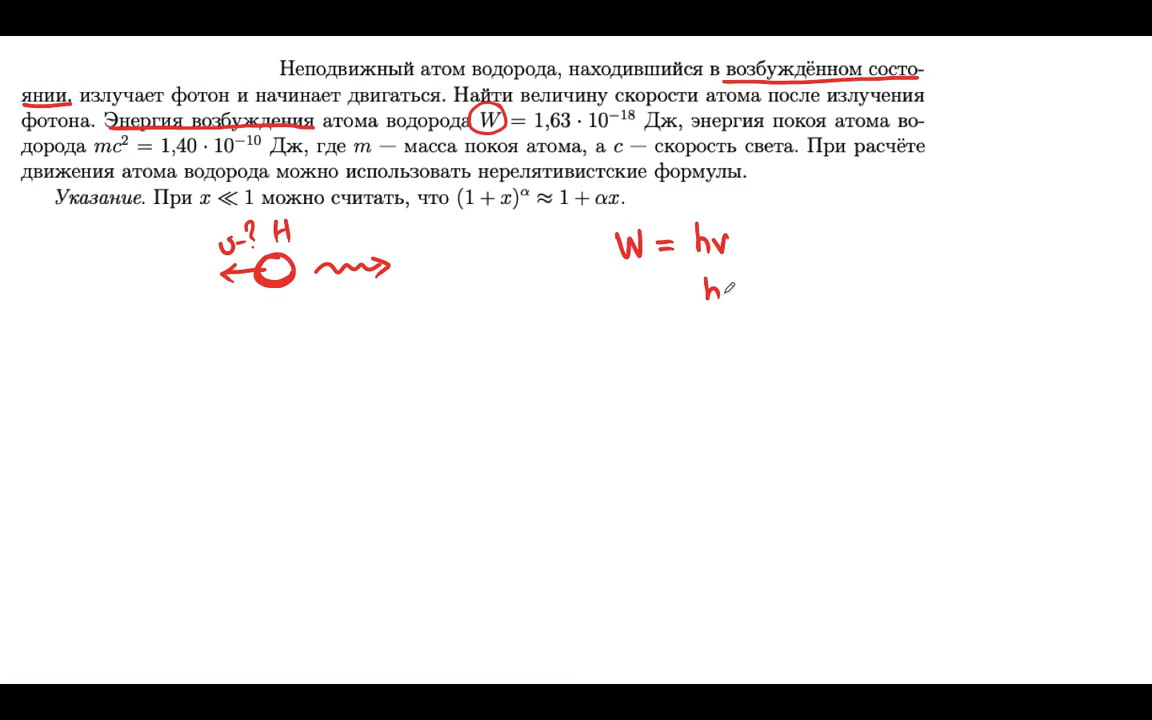 Неподвижный атом водорода, находившийся в возбуждённом состо-
янии, излучает фотон и начинает двигаться. Найти величину скорости атома после излучения
фотона. Энергия возбуждения атома водорода W = 1,63 · 10⁻¹⁸ Дж, энергия покоя атома во-
дорода mc² = 1,40 · 10⁻¹⁰ Дж, где m — масса покоя атома, а c — скорость света. При расчёте
движения атома водорода можно использовать нерелятивистские формулы.
Указание. При x ≪ 1 можно считать, что (1 + x)^α ≈ 1 + αx.
υ-? H
W = hν
h